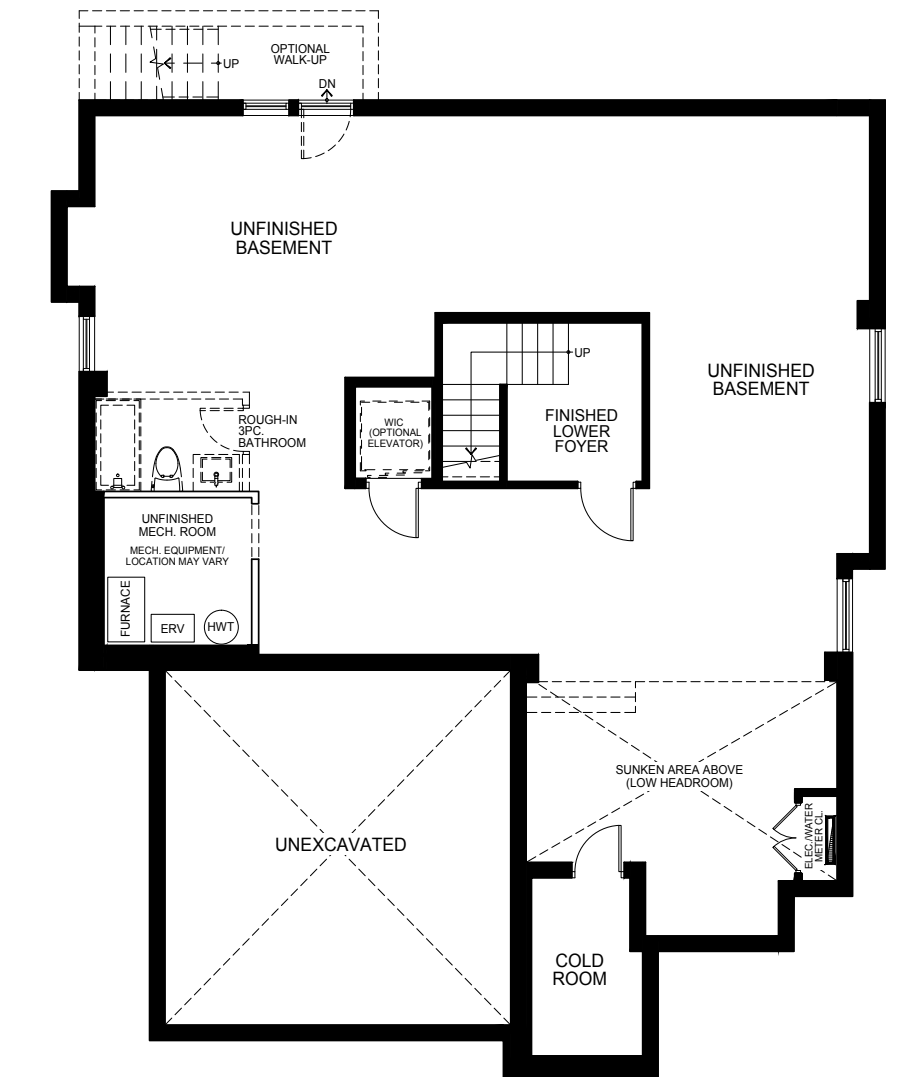 OPTIONAL
WALK-UP
UP
DN
UNFINISHED
BASEMENT
UP
UNFINISHED
BASEMENT
ROUGH-IN
3PC.
BATHROOM
WIC
(OPTIONAL
ELEVATOR)
FINISHED
LOWER
FOYER
UNFINISHED
MECH. ROOM
MECH. EQUIPMENT/
LOCATION MAY VARY
FURNACE
ERV
HWT
SUNKEN AREA ABOVE
(LOW HEADROOM)
ELEC./WATER
METER CL.
UNEXCAVATED
COLD
ROOM